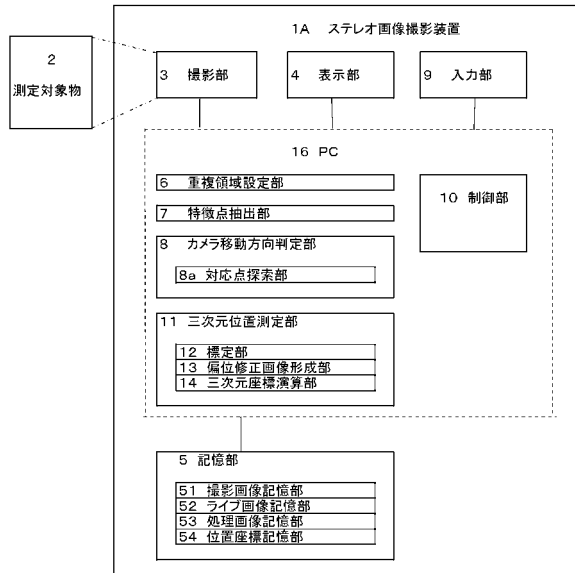 1A ステレオ画像撮影装置
2
測定対象物
3 撮影部
4 表示部
9 入力部
16 PC
6 重複領域設定部
7 特徴点抽出部
8 カメラ移動方向判定部
8a 対応点探索部
10 制御部
11 三次元位置測定部
12 標定部
13 偏位修正画像形成部
14 三次元座標演算部
5 記憶部
51 撮影画像記憶部
52 ライブ画像記憶部
53 処理画像記憶部
54 位置座標記憶部